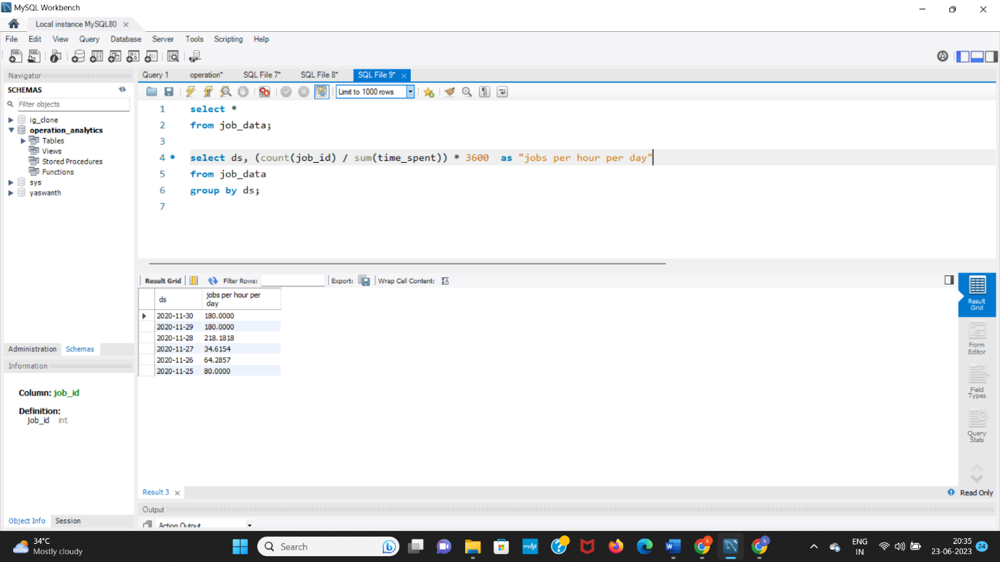 MySQL Workbench
Local instance MySQL80
File Edit View Query Database Server Tools Scripting Help
Navigator
SCHEMAS
Filter objects
ig_clone
operation_analytics
Tables
Views
Stored Procedures
Functions
sys
yaswanth
Administration Schemas
Information
Column: job_id
Definition:
job_id int
Object Info Session
Query 1 operation* SQL File 7* SQL File 8* SQL File 9*
Limit to 1000 rows
1 select *
2 from job_data;
3
4 select ds, (count(job_id) / sum(time_spent)) * 3600 as "jobs per hour per day"
5 from job_data
6 group by ds;
7
Result Grid Filter Rows: Export: Wrap Cell Content:
ds jobs per hour per day
2020-11-30 180.0000
2020-11-29 180.0000
2020-11-28 218.1818
2020-11-27 34.6154
2020-11-26 64.2857
2020-11-25 80.0000
Result
Grid
Form
Editor
Field
Types
Query
Stats
Result 3
Read Only
Output
Action Output
34°C
Mostly cloudy
Search
ENG
IN
20:35
23-06-2023
24